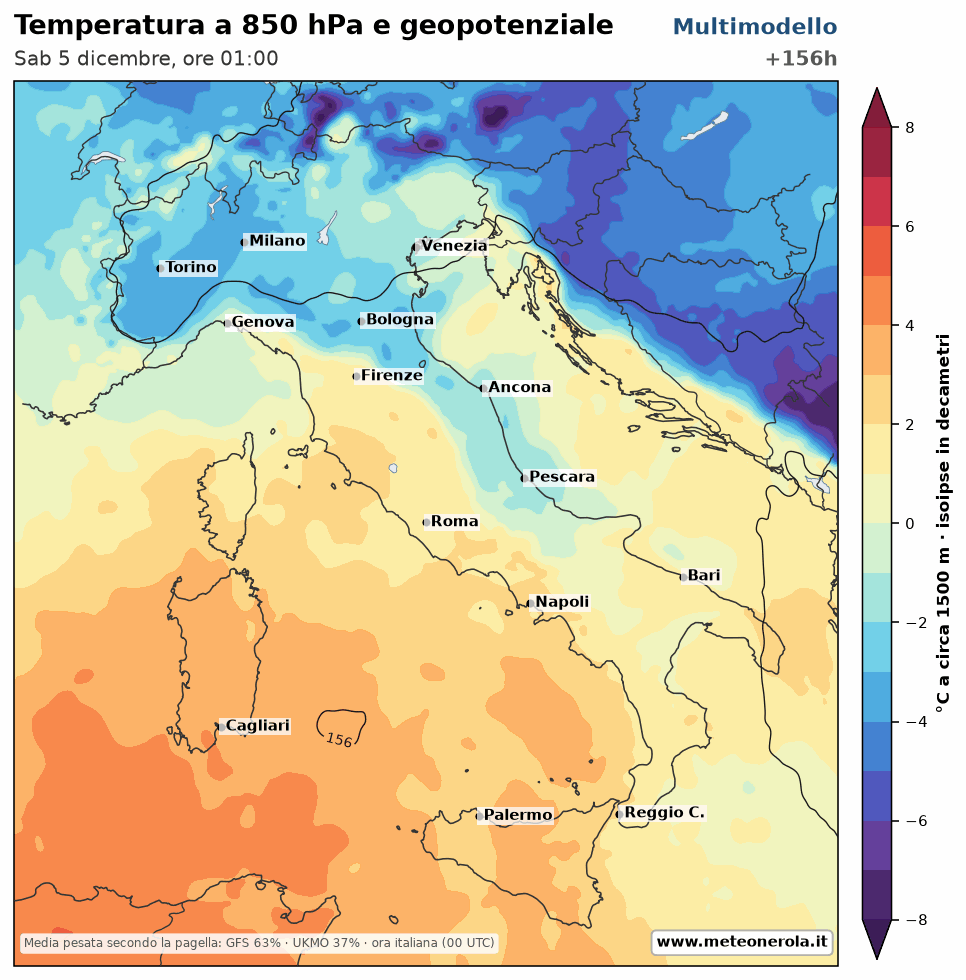 Temperatura a 850 hPa e geopotenziale
Multimodello
Sab 5 dicembre, ore 01:00
+156h
8
6
4
2
0
−2
−4
−6
−8
°C a circa 1500 m · isoipse in decametri
Milano
Venezia
Torino
Genova
Bologna
Firenze
Ancona
Pescara
Roma
Bari
Napoli
Cagliari
156
Palermo
Reggio C.
Media pesata secondo la pagella: GFS 63% · UKMO 37% · ora italiana (00 UTC)
www.meteonerola.it